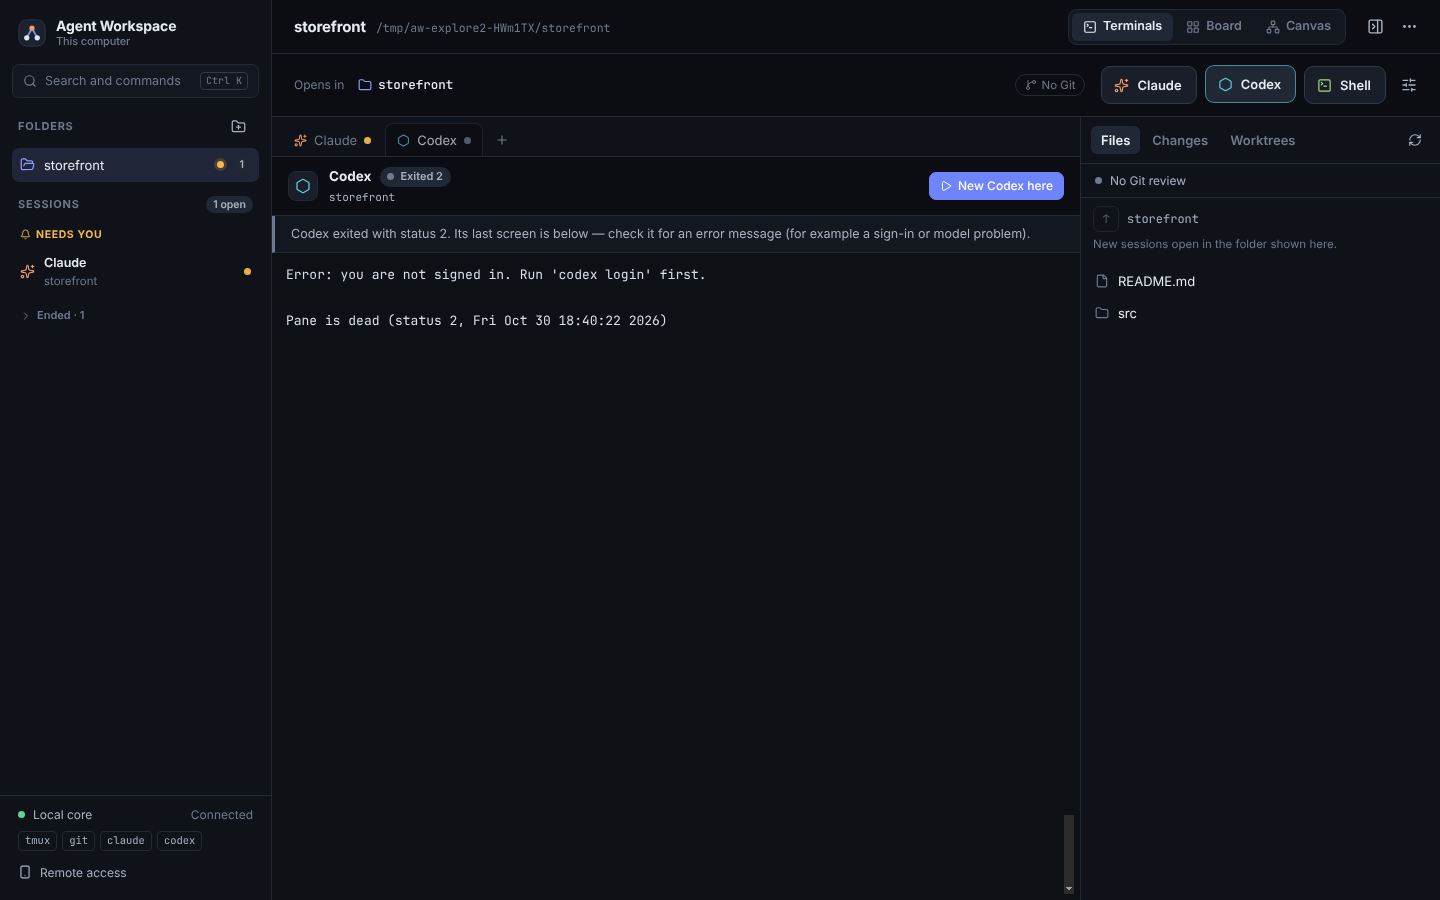 Agent Workspace
This computer
Search and commands Ctrl K
FOLDERS
storefront 1
SESSIONS 1 open
NEEDS YOU
Claude
storefront
Ended · 1
Local core Connected
tmux git claude codex
Remote access
storefront /tmp/aw-explore2-HWm1TX/storefront
Terminals Board Canvas
Opens in storefront No Git Claude Codex Shell
Claude Codex
Codex Exited 2
storefront
New Codex here
Codex exited with status 2. Its last screen is below — check it for an error message (for example a sign-in or model problem).
Error: you are not signed in. Run 'codex login' first.
Pane is dead (status 2, Fri Oct 30 18:40:22 2026)
Files Changes Worktrees
No Git review
storefront
New sessions open in the folder shown here.
README.md
src